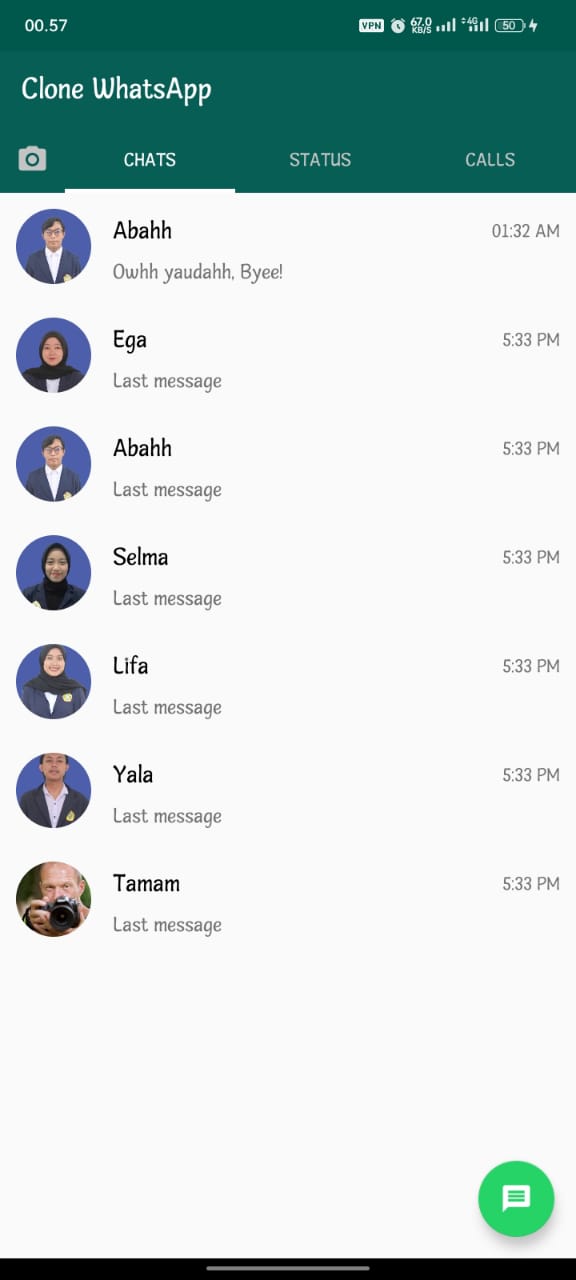 00.57
VPN 67.0 KB/S 4G 50
Clone WhatsApp
CHATS STATUS CALLS
Abahh 01:32 AM
Owhh yaudahh, Byee!
Ega 5:33 PM
Last message
Abahh 5:33 PM
Last message
Selma 5:33 PM
Last message
Lifa 5:33 PM
Last message
Yala 5:33 PM
Last message
Tamam 5:33 PM
Last message